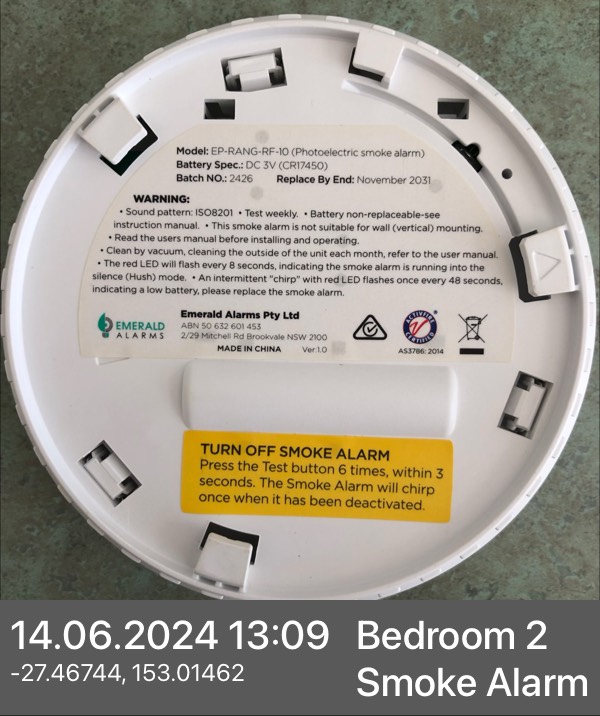 Model: EP-RANG-RF-10 (Photoelectric smoke alarm)
Battery Spec.: DC 3V (CR17450)
Batch NO.: 2426 Replace By End: November 2031
WARNING:
• Sound pattern: ISO8201 • Test weekly. • Battery non-replaceable-see
instruction manual. • This smoke alarm is not suitable for wall (vertical) mounting.
• Read the users manual before installing and operating.
• Clean by vacuum, cleaning the outside of the unit each month, refer to the user manual.
• The red LED will flash every 8 seconds, indicating the smoke alarm is running into the
silence (Hush) mode. • An intermittent "chirp" with red LED flashes once every 48 seconds,
indicating a low battery, please replace the smoke alarm.
EMERALD
ALARMS
Emerald Alarms Pty Ltd
ABN 50 632 601 453
2/29 Mitchell Rd Brookvale NSW 2100
MADE IN CHINA Ver:1.0
ACTIVFIRE
CERTIFIED
AS3786: 2014
TURN OFF SMOKE ALARM
Press the Test button 6 times, within 3
seconds. The Smoke Alarm will chirp
once when it has been deactivated.
14.06.2024 13:09
-27.46744, 153.01462
Bedroom 2
Smoke Alarm